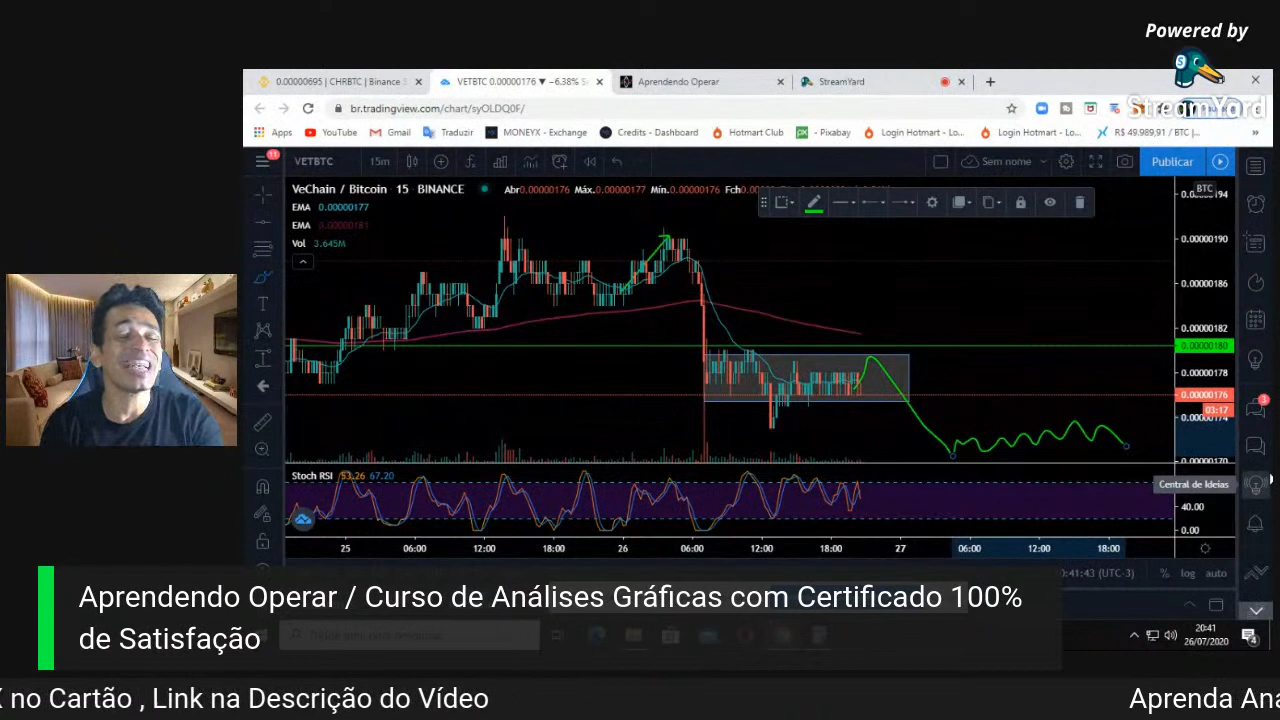 Powered by
StreamYard
0.00000695 | CHRBTC | Binance
VETBTC 0.00000176 ▼ −6.38%
Aprendendo Operar
StreamYard
br.tradingview.com/chart/syOLDQ0F/
Apps
YouTube
Gmail
Traduzir
MONEYX - Exchange
Credits - Dashboard
Hotmart Club
- Pixabay
Login Hotmart - Lo...
Login Hotmart - Lo...
R$ 49.989,91 / BTC |...
11
VETBTC
15m
Sem nome
Publicar
VeChain / Bitcoin 15 BINANCE
Abr0.00000176 Máx.0.00000177 Mín.0.00000176
EMA 0.00000177
EMA 0.00000181
Vol 3.645M
BTC
0.00000190
0.00000186
0.00000182
0.00000180
0.00000178
0.00000176
03:17
0.00000174
0.00000170
3
Stoch RSI 53.26 67.20
Central de Ideias
40.00
0.00
25 06:00 12:00 18:00 26 06:00 12:00 18:00 27 06:00 12:00 18:00
(UTC-3) % log auto
Aprendendo Operar / Curso de Análises Gráficas com Certificado 100%
de Satisfação
20:41
26/07/2020
4
no Cartão , Link na Descrição do Vídeo
Aprenda